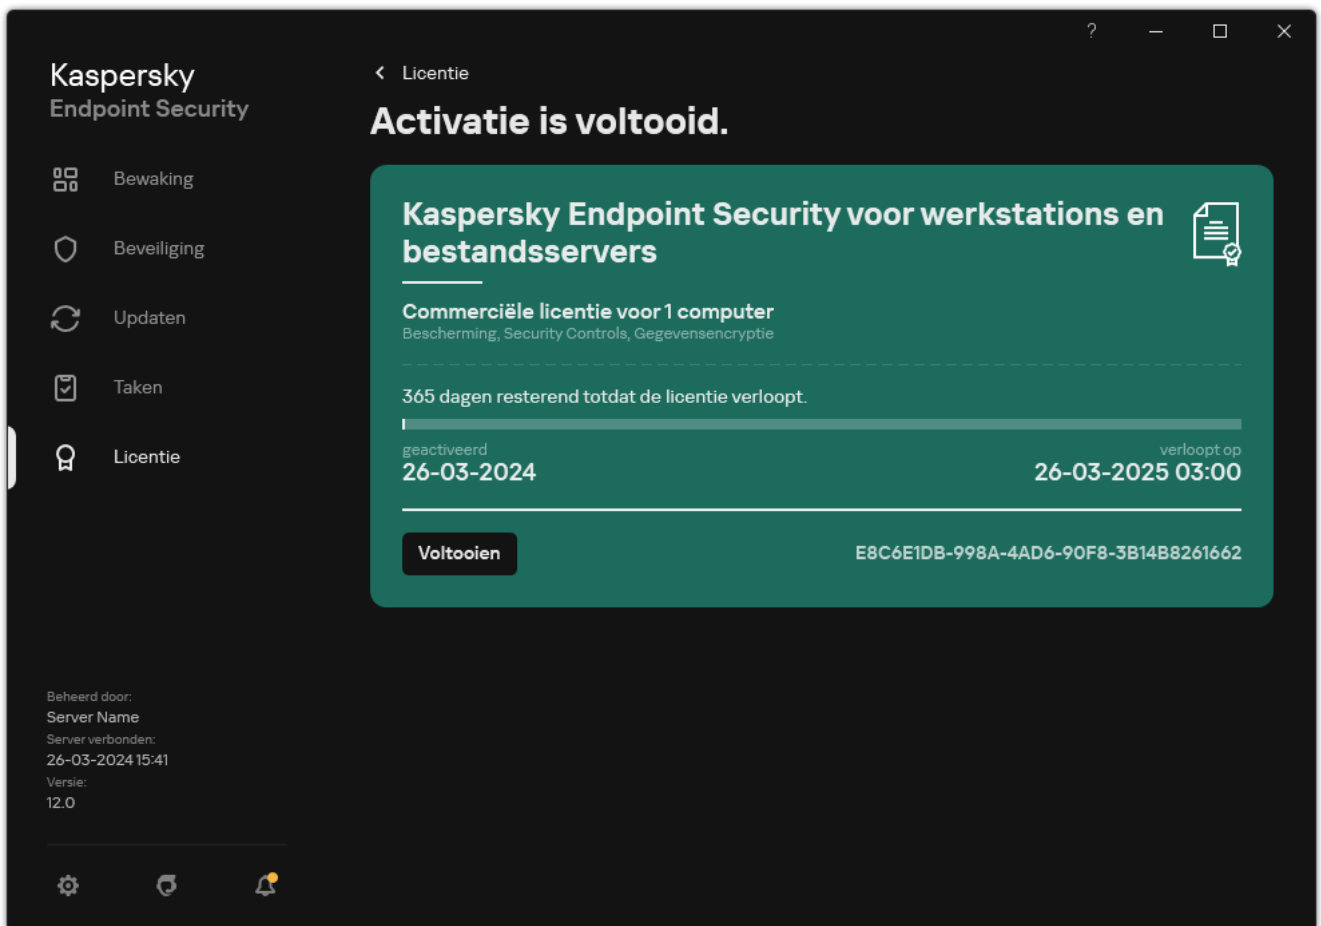 ?
Kaspersky
Endpoint Security
Bewaking
Beveiliging
Updaten
Taken
Licentie
Beheerd door:
Server Name
Server verbonden:
26-03-2024 15:41
Versie:
12.0
Licentie
Activatie is voltooid.
Kaspersky Endpoint Security voor werkstations en
bestandsservers
Commerciële licentie voor 1 computer
Bescherming, Security Controls, Gegevensencryptie
365 dagen resterend totdat de licentie verloopt.
geactiveerd
26-03-2024
verloopt op
26-03-2025 03:00
Voltooien
E8C6E1DB-998A-4AD6-90F8-3B14B8261662